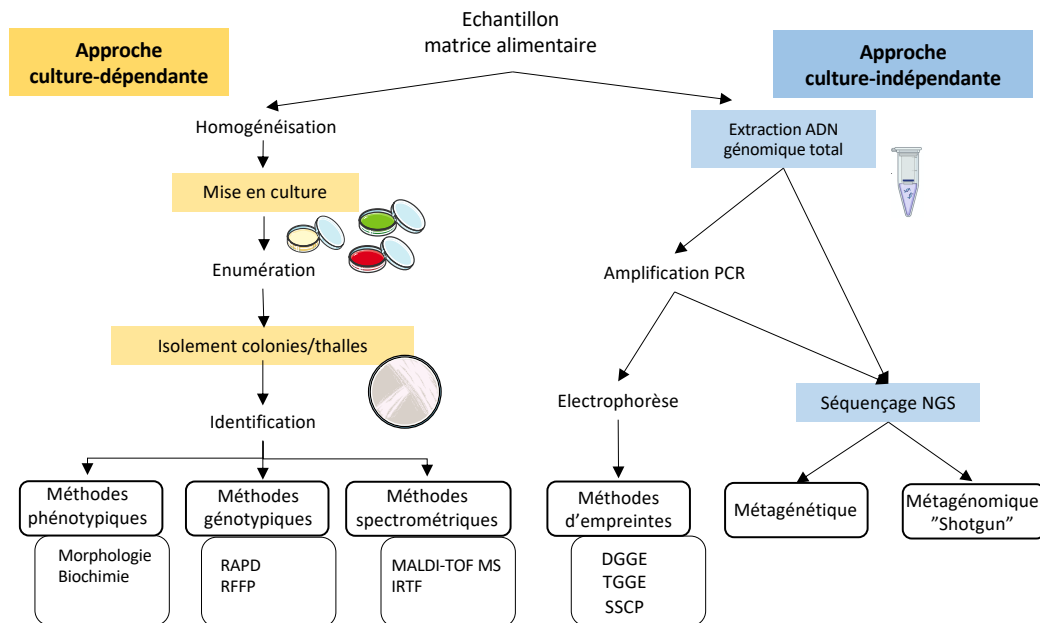 Echantillon
matrice alimentaire
Approche
culture-dépendante
Approche
culture-indépendante
Homogénéisation
Mise en culture
Enumération
Isolement colonies/thalles
Identification
Méthodes
phénotypiques
Morphologie
Biochimie
Méthodes
génotypiques
RAPD
RFFP
Méthodes
spectrométriques
MALDI-TOF MS
IRTF
Extraction ADN
génomique total
Amplification PCR
Electrophorèse
Méthodes
d’empreintes
DGGE
TGGE
SSCP
Séquençage NGS
Métagénétique
Métagénomique
”Shotgun”